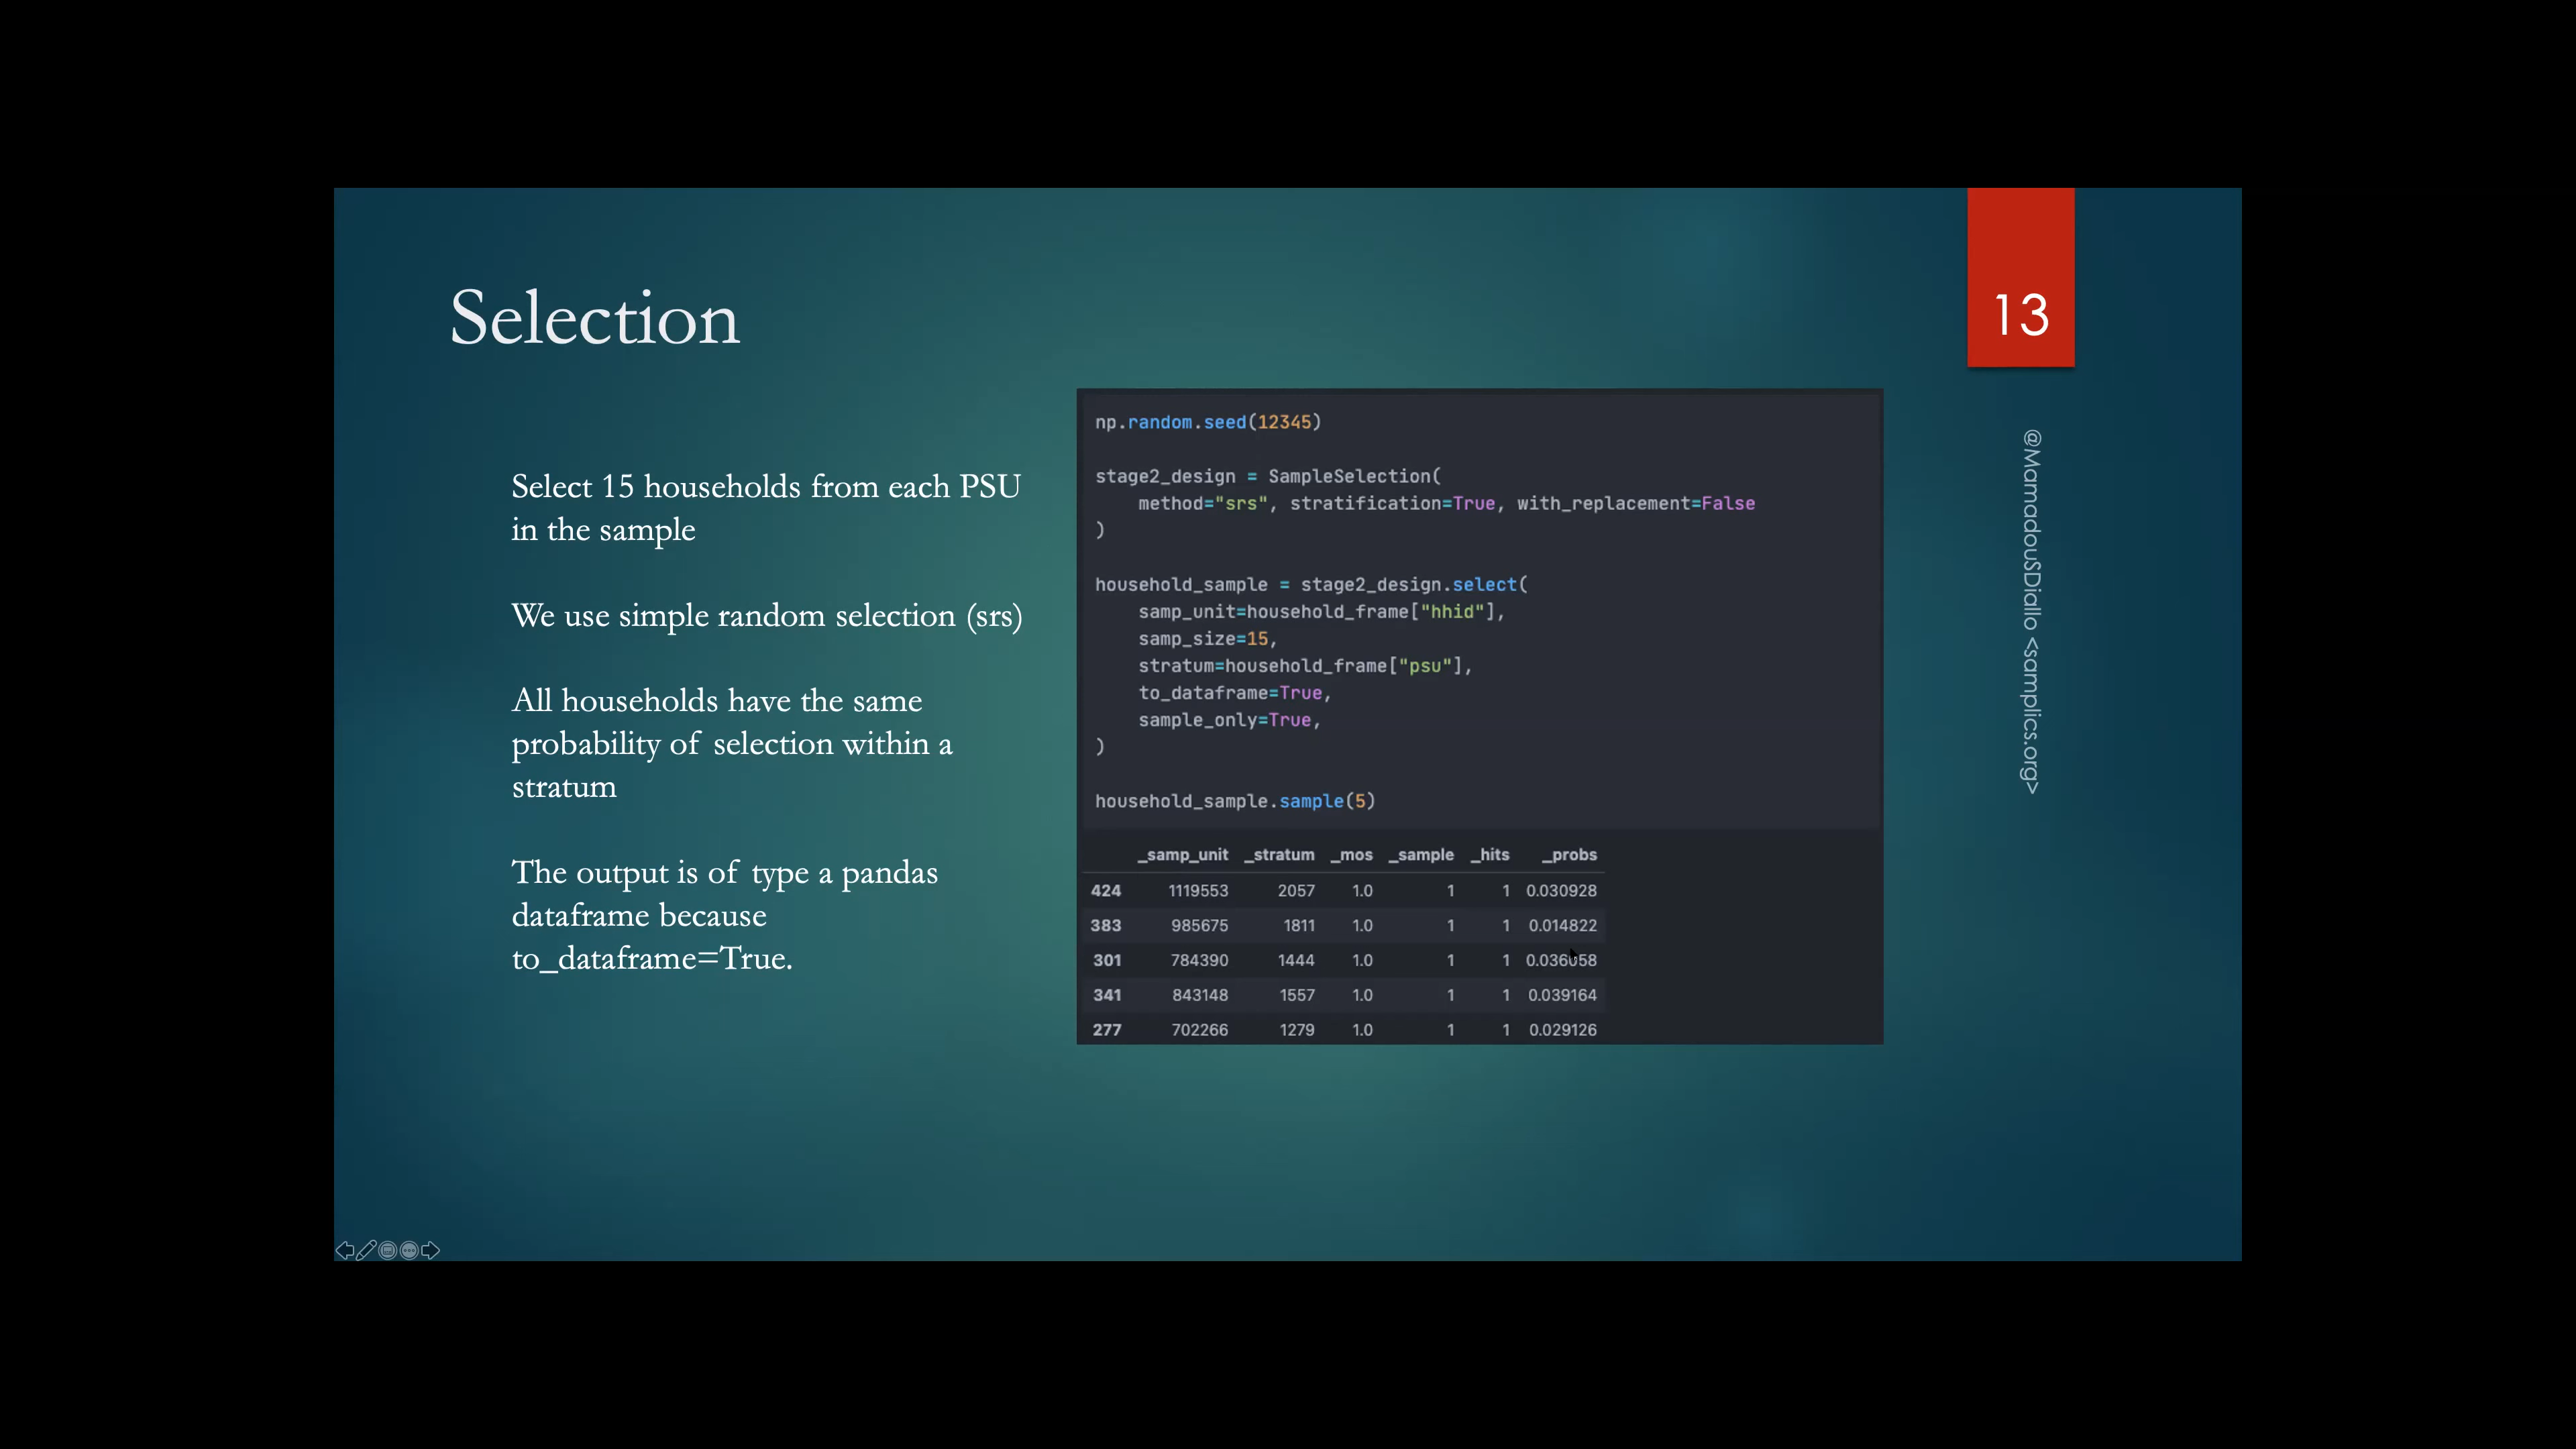 Selection
13
Select 15 households from each PSU
in the sample
We use simple random selection (srs)
All households have the same
probability of selection within a
stratum
The output is of type a pandas
dataframe because
to_dataframe=True.
np.random.seed(12345)
stage2_design = SampleSelection(
    method="srs", stratification=True, with_replacement=False
)
household_sample = stage2_design.select(
    samp_unit=household_frame["hhid"],
    samp_size=15,
    stratum=household_frame["psu"],
    to_dataframe=True,
    sample_only=True,
)
household_sample.sample(5)
_samp_unit _stratum _mos _sample _hits _probs
424 1119553 2057 1.0 1 1 0.030928
383 985675 1811 1.0 1 1 0.014822
301 784390 1444 1.0 1 1 0.036058
341 843148 1557 1.0 1 1 0.039164
277 702266 1279 1.0 1 1 0.029126
@MamadouSDiallo <samplics.org>